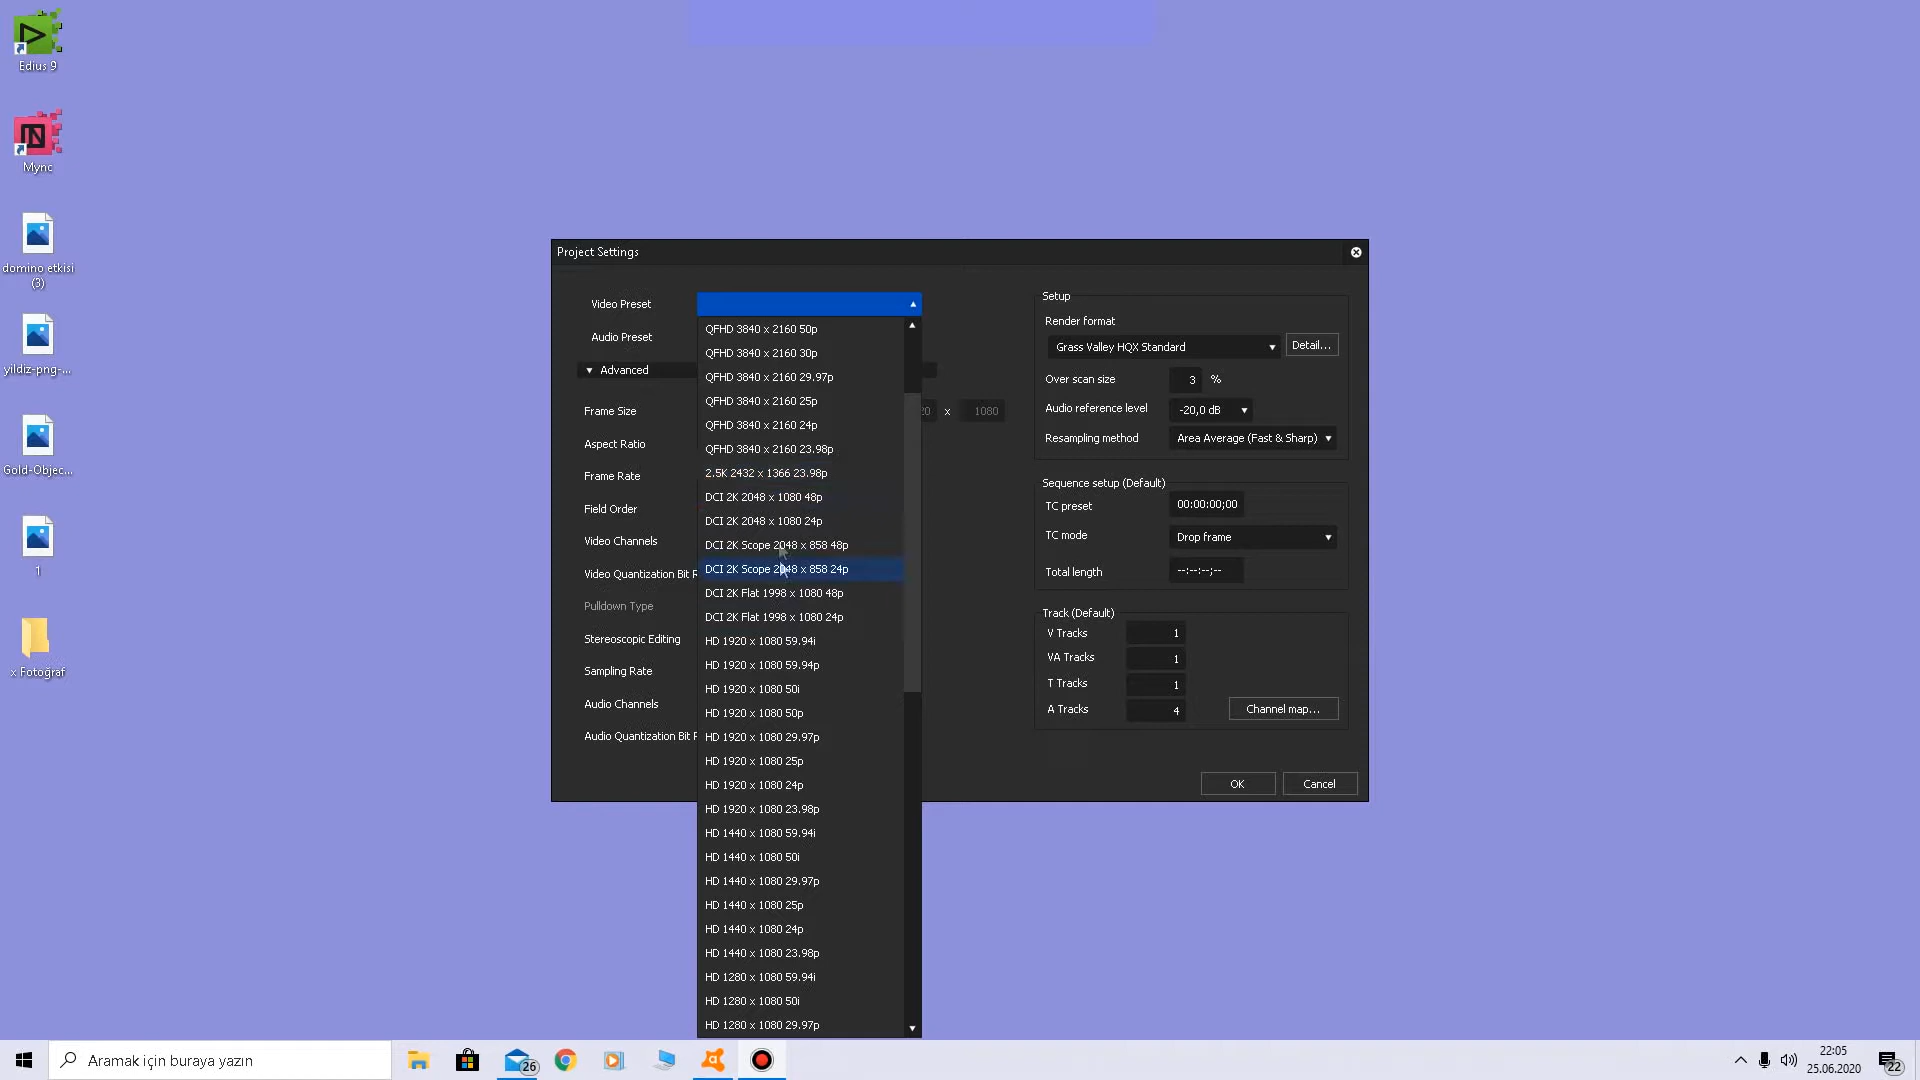 Edius 9
Mync
domino etkisi
(3)
yildiz-png-...
Gold-Objec...
1
x Fotoğraf
Project Settings
Video Preset
Audio Preset
Advanced
Frame Size
x 1080
Aspect Ratio
Frame Rate
Field Order
Video Channels
Video Quantization Bit R
Pulldown Type
Stereoscopic Editing
Sampling Rate
Audio Channels
Audio Quantization Bit R
QFHD 3840 x 2160 50p
QFHD 3840 x 2160 30p
QFHD 3840 x 2160 29.97p
QFHD 3840 x 2160 25p
QFHD 3840 x 2160 24p
QFHD 3840 x 2160 23.98p
2.5K 2432 x 1366 23.98p
DCI 2K 2048 x 1080 48p
DCI 2K 2048 x 1080 24p
DCI 2K Scope 2048 x 858 48p
DCI 2K Scope 2048 x 858 24p
DCI 2K Flat 1998 x 1080 48p
DCI 2K Flat 1998 x 1080 24p
HD 1920 x 1080 59.94i
HD 1920 x 1080 59.94p
HD 1920 x 1080 50i
HD 1920 x 1080 50p
HD 1920 x 1080 29.97p
HD 1920 x 1080 25p
HD 1920 x 1080 24p
HD 1920 x 1080 23.98p
HD 1440 x 1080 59.94i
HD 1440 x 1080 50i
HD 1440 x 1080 29.97p
HD 1440 x 1080 25p
HD 1440 x 1080 24p
HD 1440 x 1080 23.98p
HD 1280 x 1080 59.94i
HD 1280 x 1080 50i
HD 1280 x 1080 29.97p
Setup
Render format
Grass Valley HQX Standard
Detail...
Over scan size 3 %
Audio reference level -20,0 dB
Resampling method Area Average (Fast & Sharp)
Sequence setup (Default)
TC preset 00:00:00;00
TC mode Drop frame
Total length --:--:--;--
Track (Default)
V Tracks 1
VA Tracks 1
T Tracks 1
A Tracks 4
Channel map...
OK
Cancel
Aramak için buraya yazın
26
22:05
25.06.2020
22